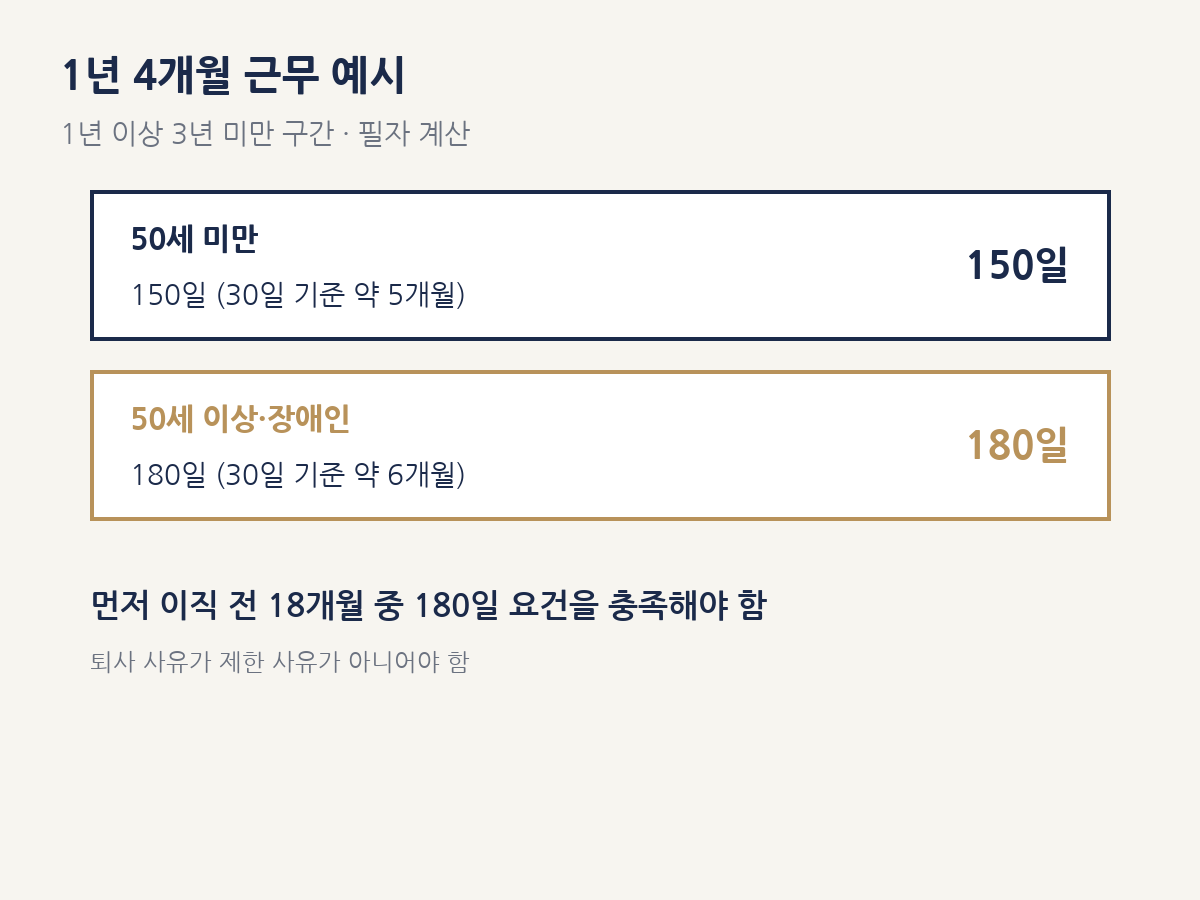 1년 4개월 근무 예시
1년 이상 3년 미만 구간 · 필자 계산
50세 미만
150일 (30일 기준 약 5개월)
150일
50세 이상·장애인
180일 (30일 기준 약 6개월)
180일
먼저 이직 전 18개월 중 180일 요건을 충족해야 함
퇴사 사유가 제한 사유가 아니어야 함